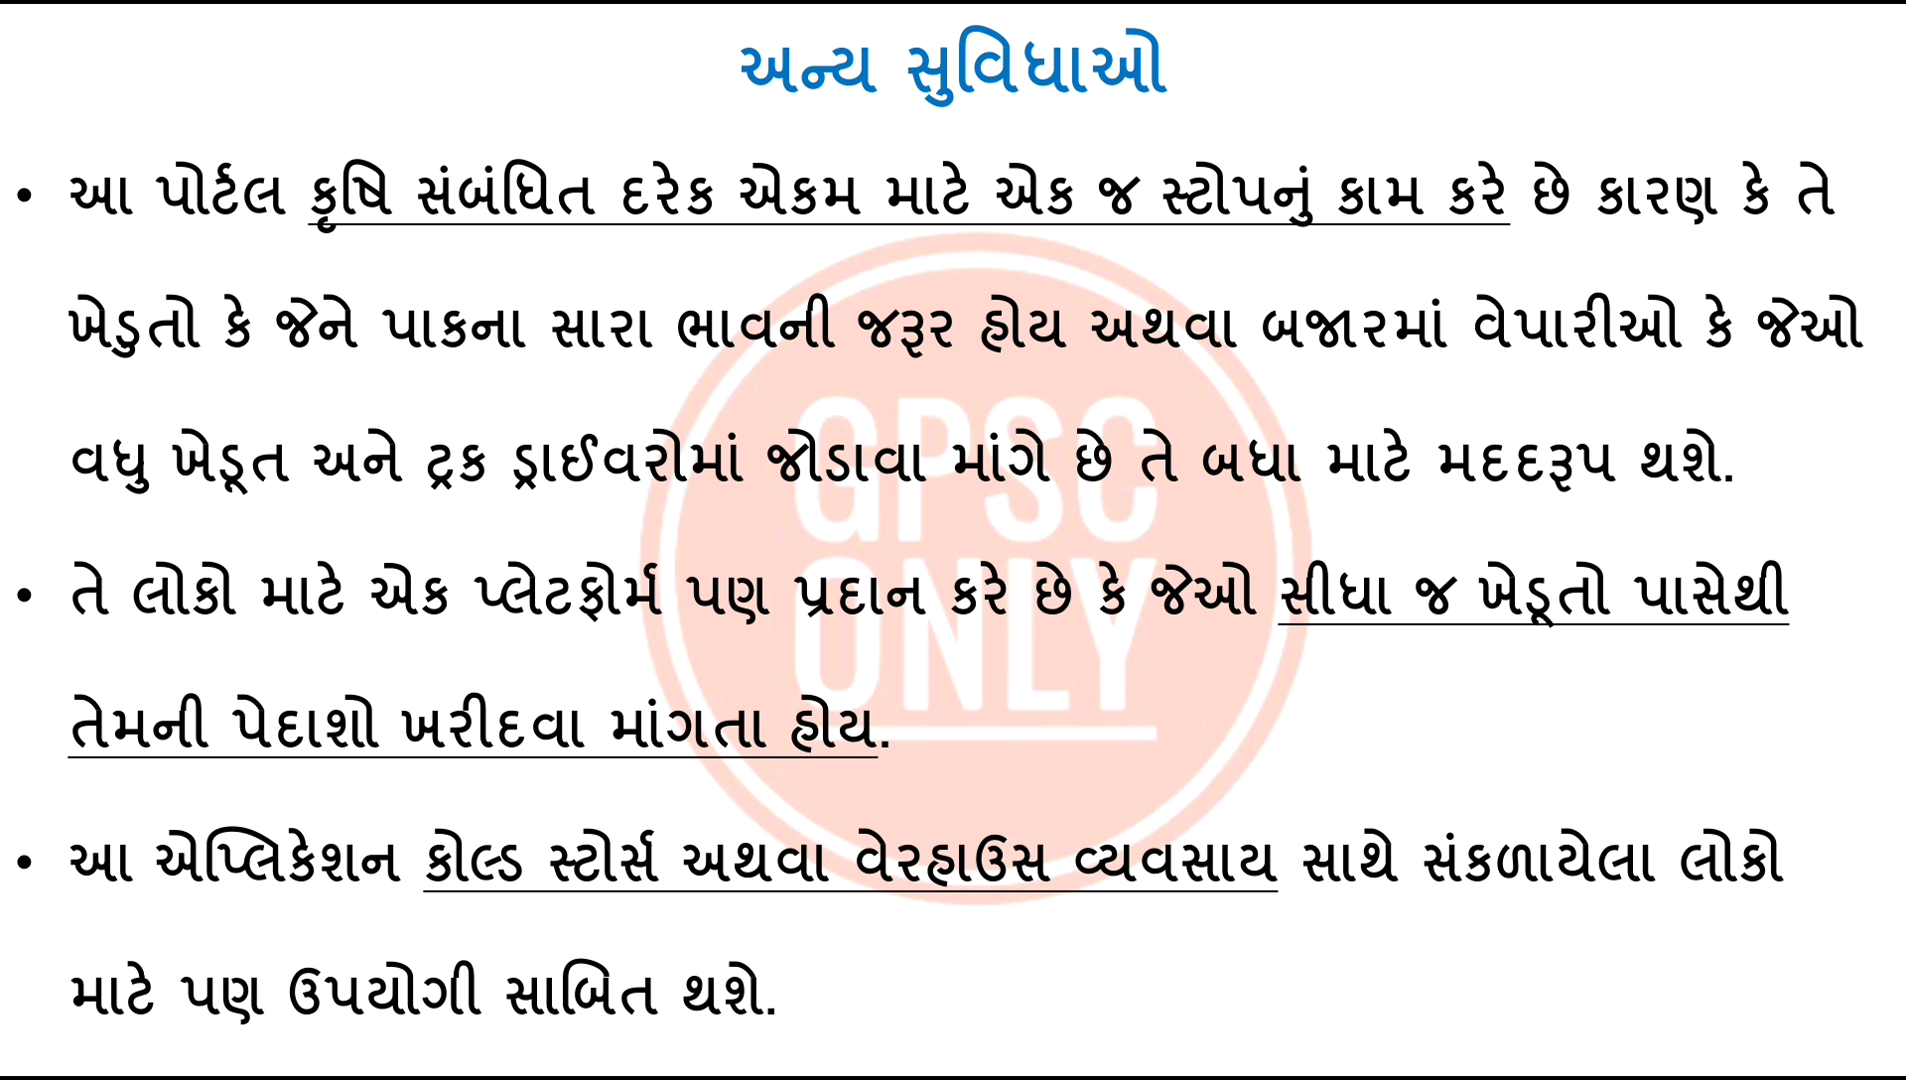 અન્ય સુવિધાઓ
• આ પોર્ટલ કૃષિ સંબંધિત દરેક એકમ માટે એક જ સ્ટોપનું કામ કરે છે કારણ કે તે
ખેડુતો કે જેને પાકના સારા ભાવની જરૂર હોય અથવા બજારમાં વેપારીઓ કે જેઓ
વધુ ખેડૂત અને ટ્રક ડ્રાઈવરોમાં જોડાવા માંગે છે તે બધા માટે મદદરૂપ થશે.
• તે લોકો માટે એક પ્લેટફોર્મ પણ પ્રદાન કરે છે કે જેઓ સીધા જ ખેડૂતો પાસેથી
તેમની પેદાશો ખરીદવા માંગતા હોય.
• આ એપ્લિકેશન કોલ્ડ સ્ટોર્સ અથવા વેરહાઉસ વ્યવસાય સાથે સંકળાયેલા લોકો
માટે પણ ઉપયોગી સાબિત થશે.
GPSC
ONLY